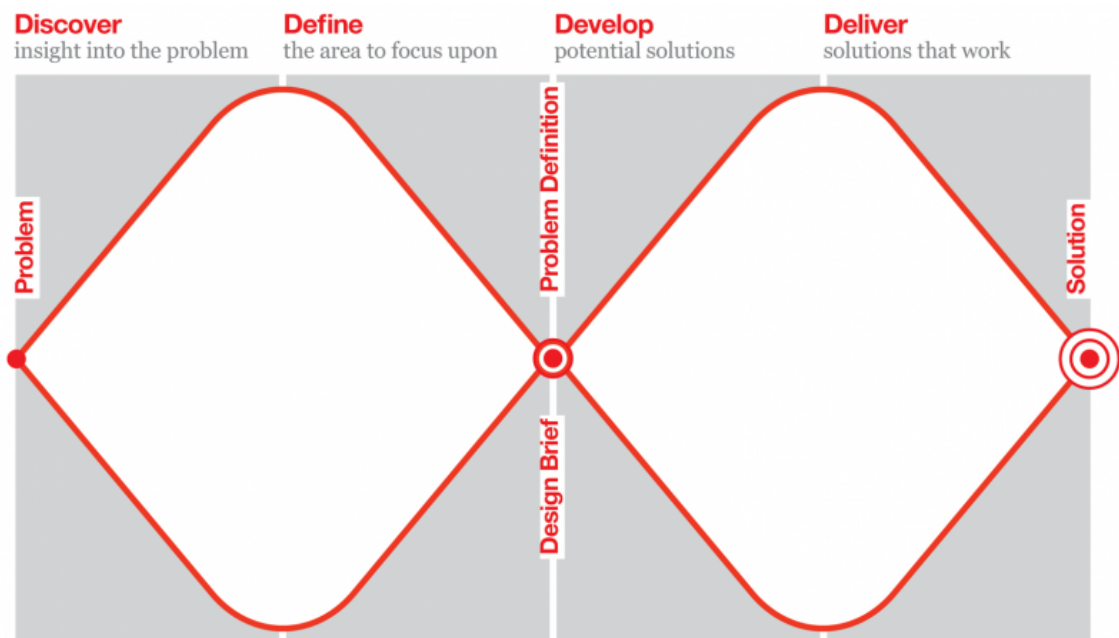 Discover
insight into the problem
Define
the area to focus upon
Develop
potential solutions
Deliver
solutions that work
Problem
Problem Definition
Design Brief
Solution